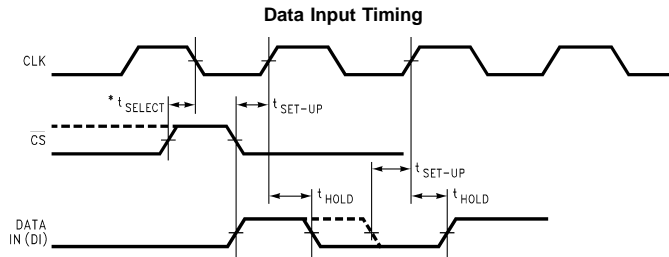 Data Input Timing
CLK
* tSELECT
tSET-UP
CS
tSET-UP
tHOLD
tHOLD
DATA
IN (DI)